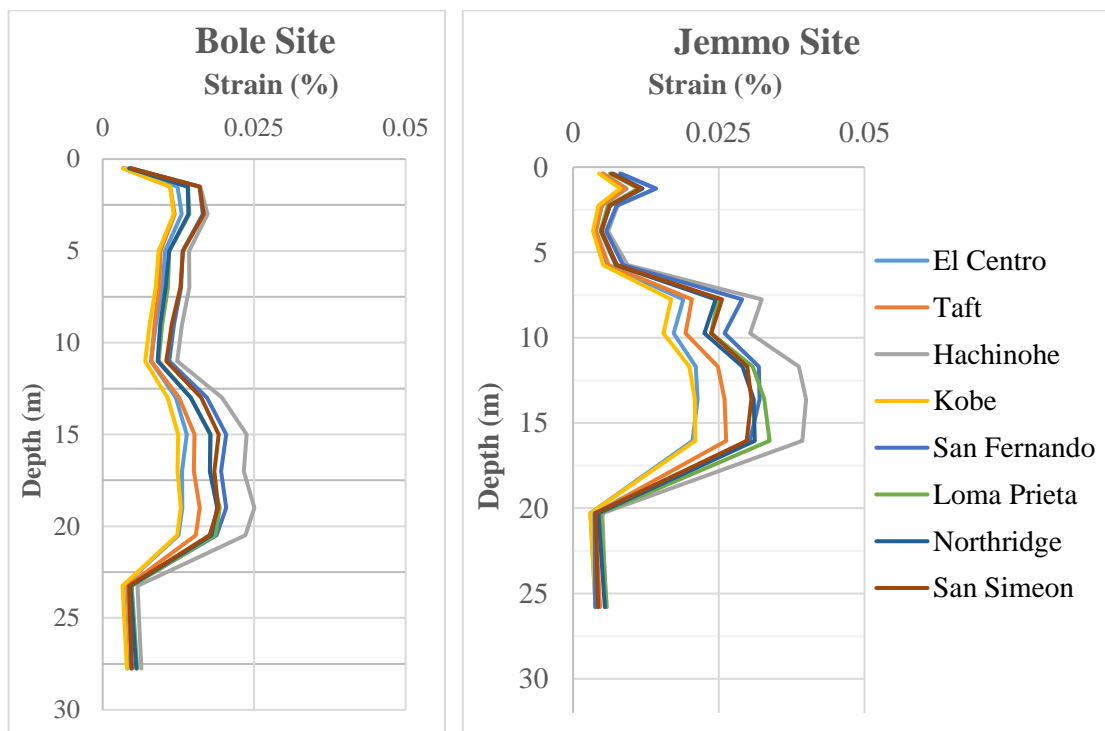 Bole Site
Strain (%)
0 0.025 0.05
0
5
10
15
20
25
30
Depth (m)
Jemmo Site
Strain (%)
0 0.025 0.05
0
5
10
15
20
25
30
Depth (m)
El Centro
Taft
Hachinohe
Kobe
San Fernando
Loma Prieta
Northridge
San Simeon